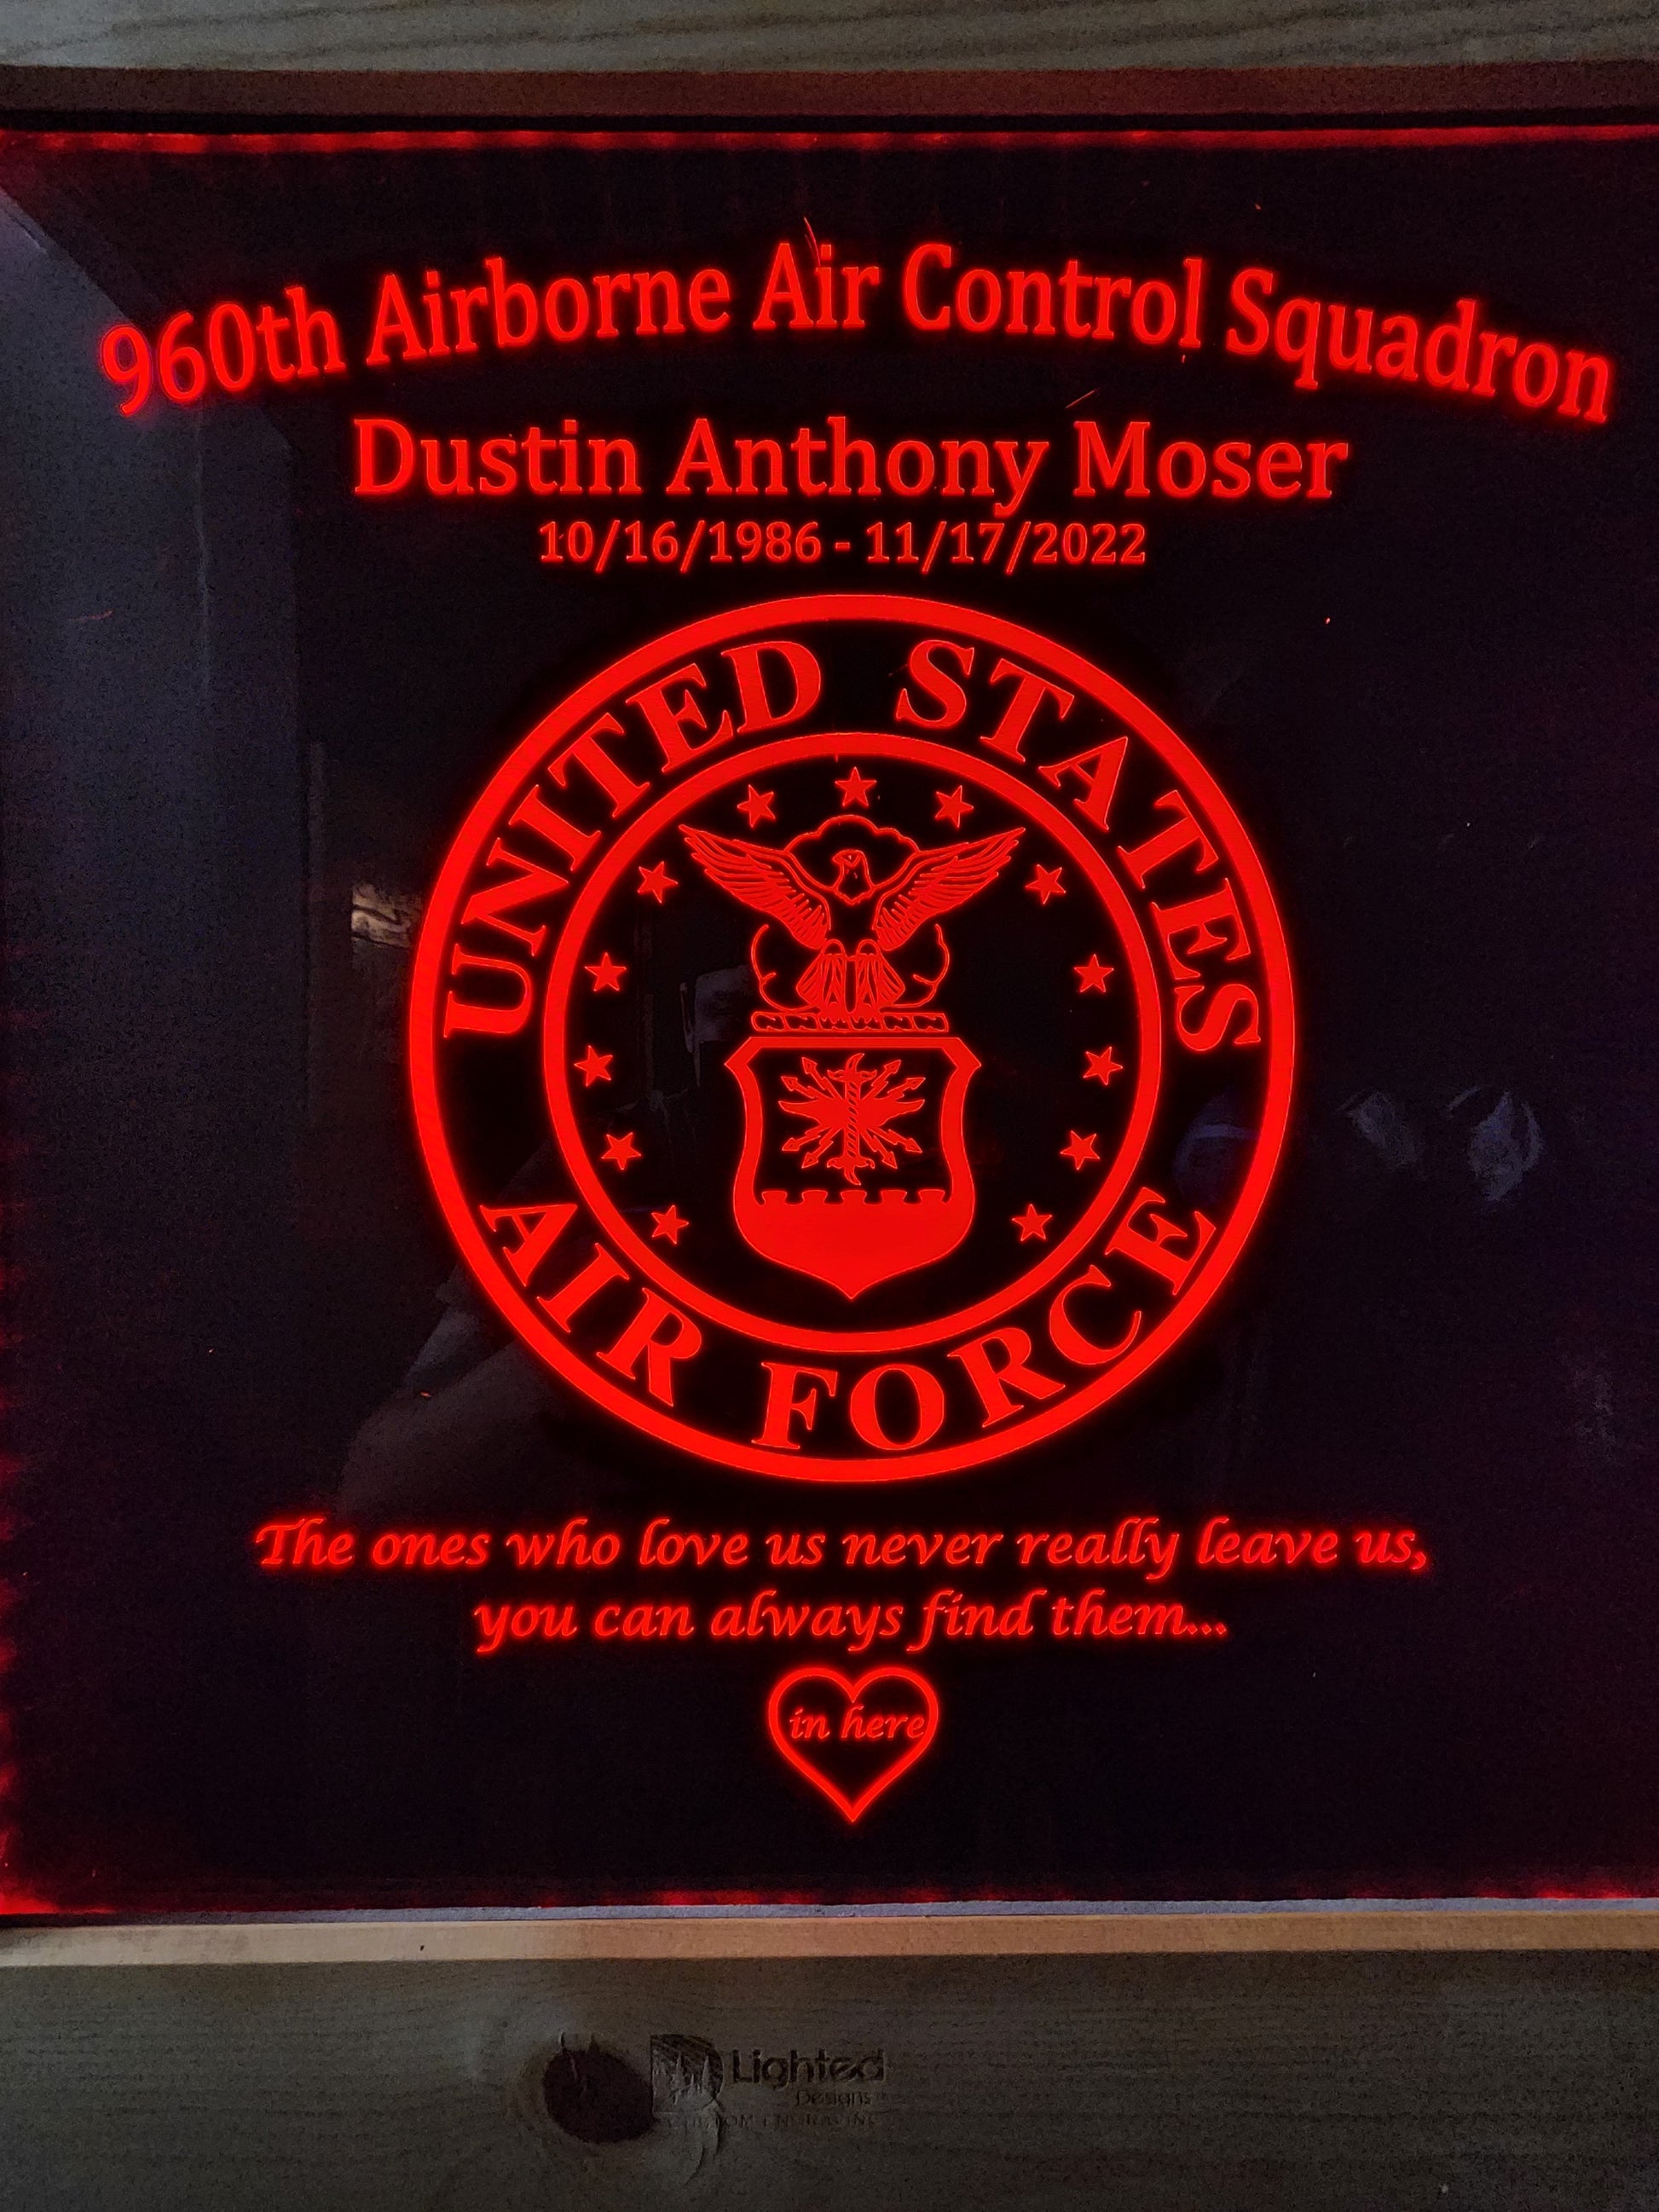 960th Airborne Air Control Squadron
Dustin Anthony Moser
10/16/1986 - 11/17/2022
UNITED STATES
AIR FORCE
The ones who love us never really leave us,
you can always find them...
in here
Lighted
Designs